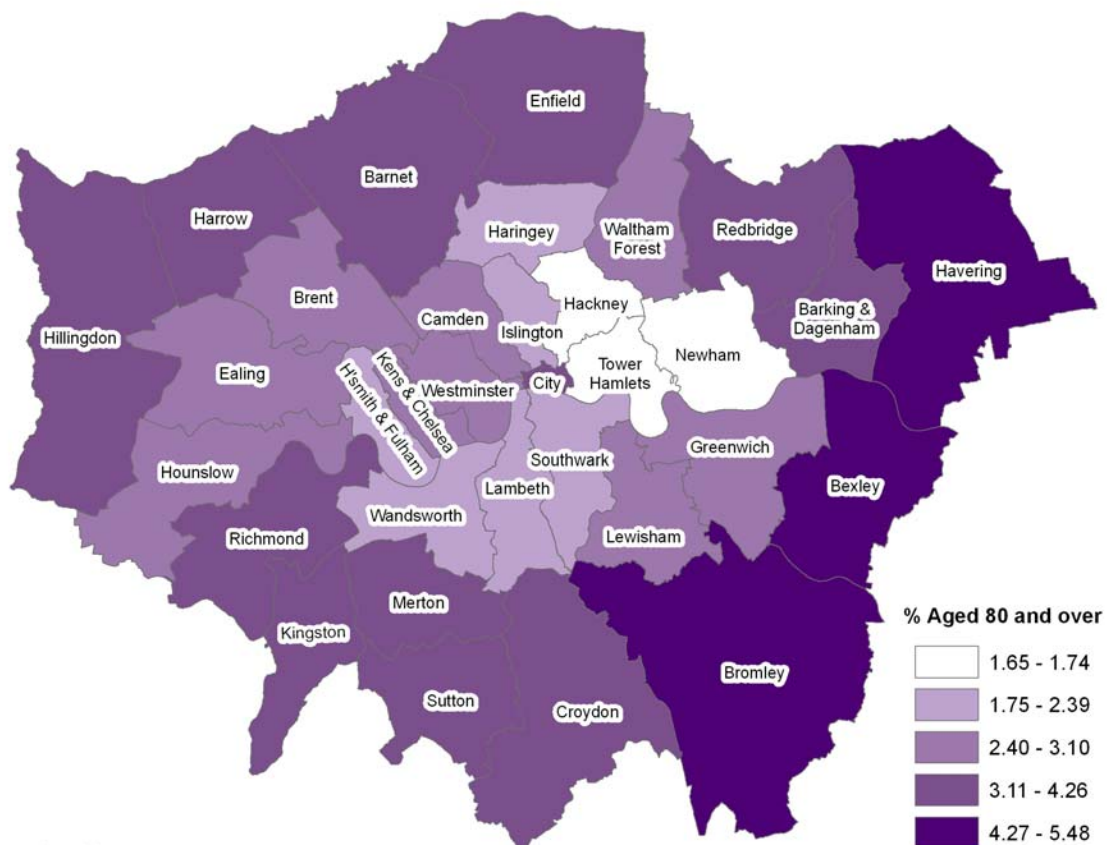 Enfield
Barnet
Harrow
Haringey
Waltham
Forest
Redbridge
Havering
Brent
Camden
Hackney
Islington
Barking &
Dagenham
Hillingdon
Ealing
Newham
Tower
Hamlets
H'smith & Fulham
Kens & Chelsea
Westminster
City
Hounslow
Southwark
Greenwich
Bexley
Lambeth
Wandsworth
Richmond
Lewisham
Merton
Kingston
Bromley
Sutton
Croydon
% Aged 80 and over
1.65 - 1.74
1.75 - 2.39
2.40 - 3.10
3.11 - 4.26
4.27 - 5.48